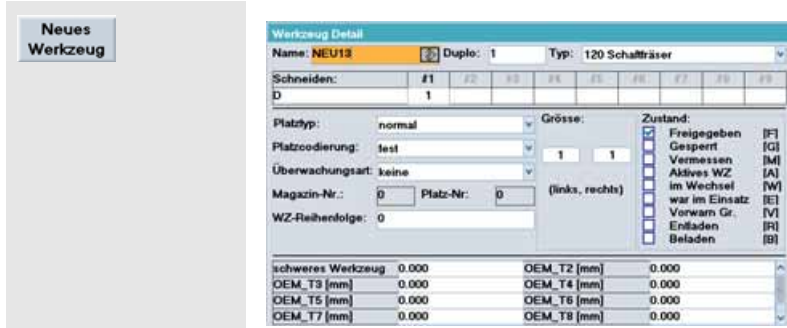 Neues
Werkzeug
Werkzeug Detail
Name: NEU13 Duplo: 1 Typ: 120 Schaftfräser
Schneiden: #1 #2 #3 #4 #5 #6 #7 #8 #9
D 1
Platztyp: normal
Platzcodierung: fest
Überwachungsart: keine
Magazin-Nr.: 0 Platz-Nr: 0
WZ-Reihenfolge: 0
Grösse:
1 1
(links, rechts)
Zustand:
Freigegeben [F]
Gesperrt [G]
Vermessen [M]
Aktives WZ [A]
im Wechsel [W]
war im Einsatz [E]
Vorwarn Gr. [V]
Entladen [R]
Beladen [B]
schweres Werkzeug 0.000 OEM_T2 [mm] 0.000
OEM_T3 [mm] 0.000 OEM_T4 [mm] 0.000
OEM_T5 [mm] 0.000 OEM_T6 [mm] 0.000
OEM_T7 [mm] 0.000 OEM_T8 [mm] 0.000